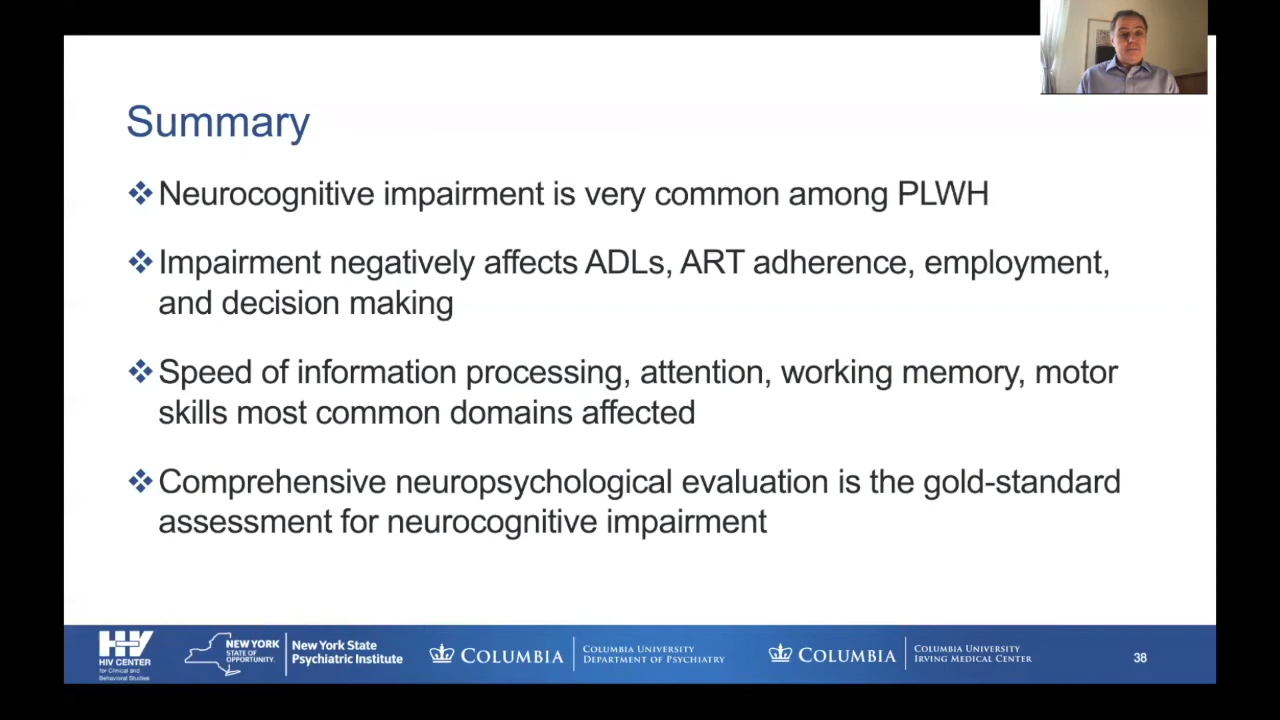 Summary
❖ Neurocognitive impairment is very common among PLWH
❖ Impairment negatively affects ADLs, ART adherence, employment,
and decision making
❖ Speed of information processing, attention, working memory, motor
skills most common domains affected
❖ Comprehensive neuropsychological evaluation is the gold-standard
assessment for neurocognitive impairment
HIV CENTER
for Clinical and
Behavioral Studies
NEW YORK
STATE OF
OPPORTUNITY.
New York State
Psychiatric Institute
COLUMBIA
COLUMBIA UNIVERSITY
DEPARTMENT OF PSYCHIATRY
COLUMBIA
COLUMBIA UNIVERSITY
IRVING MEDICAL CENTER
38